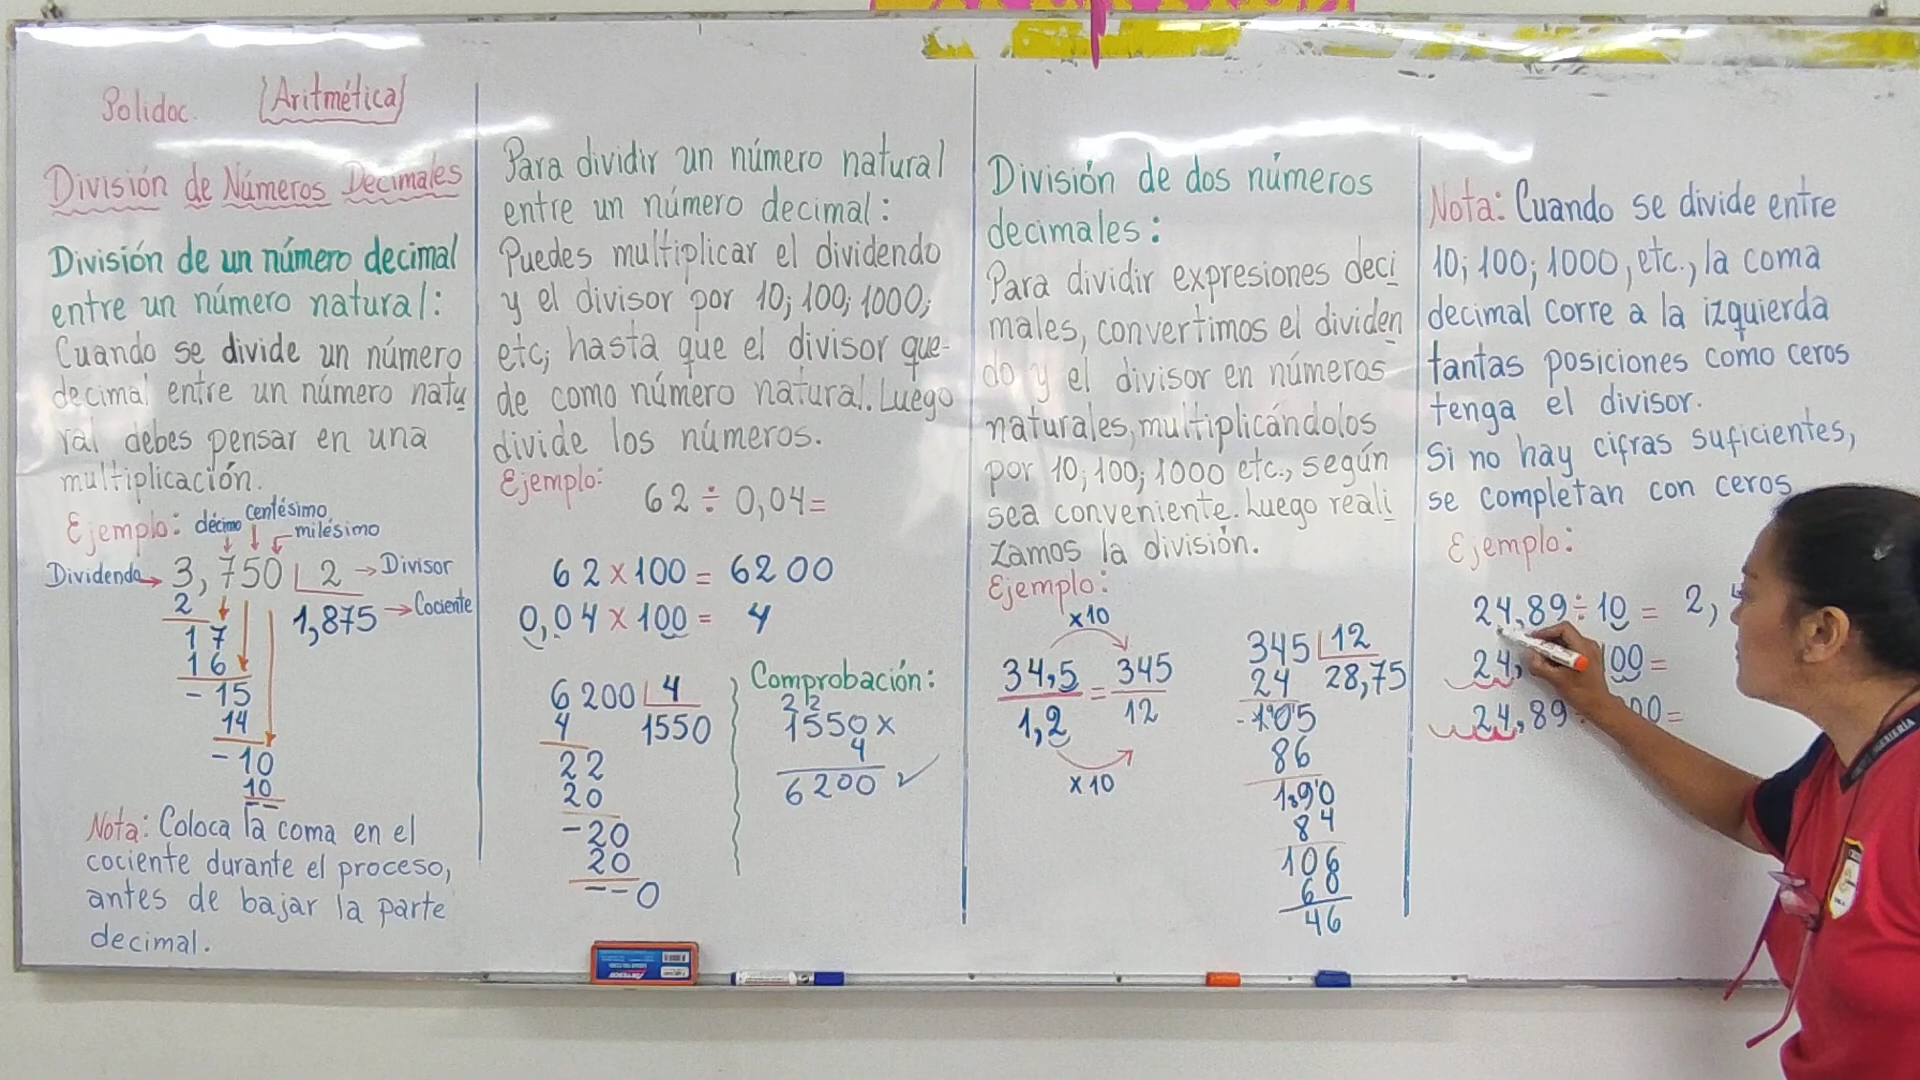 Polidoc.
Aritmética
División de Números Decimales
División de un número decimal
entre un número natural:
Cuando se divide un número
decimal entre un número natu
ral debes pensar en una
multiplicación.
Ejemplo: décimo centésimo
milésimo
Dividendo 3,750 2 Divisor
2 1,875 Cociente
17
16
-15
14
-10
10
--
Nota: Coloca la coma en el
cociente durante el proceso,
antes de bajar la parte
decimal.
Para dividir un número natural
entre un número decimal:
Puedes multiplicar el dividendo
y el divisor por 10; 100; 1000;
etc; hasta que el divisor que-
de como número natural. Luego
divide los números.
Ejemplo:
62 ÷ 0,04=
62 x 100 = 6200
0,04 x 100 = 4
6200 4
4 1550
22
20
-20
20
--0
Comprobación:
2 2
1550 x
4
6200 ✓
División de dos números
decimales:
Para dividir expresiones deci
males, convertimos el dividen
do y el divisor en números
naturales, multiplicándolos
por 10; 100; 1000 etc., según
sea conveniente. Luego reali
zamos la división.
Ejemplo:
x10
34,5 = 345
1,2 12
x10
345 12
24 28,75
105
86
190
84
106
60
46
Nota: Cuando se divide entre
10; 100; 1000, etc., la coma
decimal corre a la izquierda
tantas posiciones como ceros
tenga el divisor.
Si no hay cifras suficientes,
se completan con ceros
Ejemplo:
24,89 ÷ 10 = 2,
24, 00 =
24,89 00=